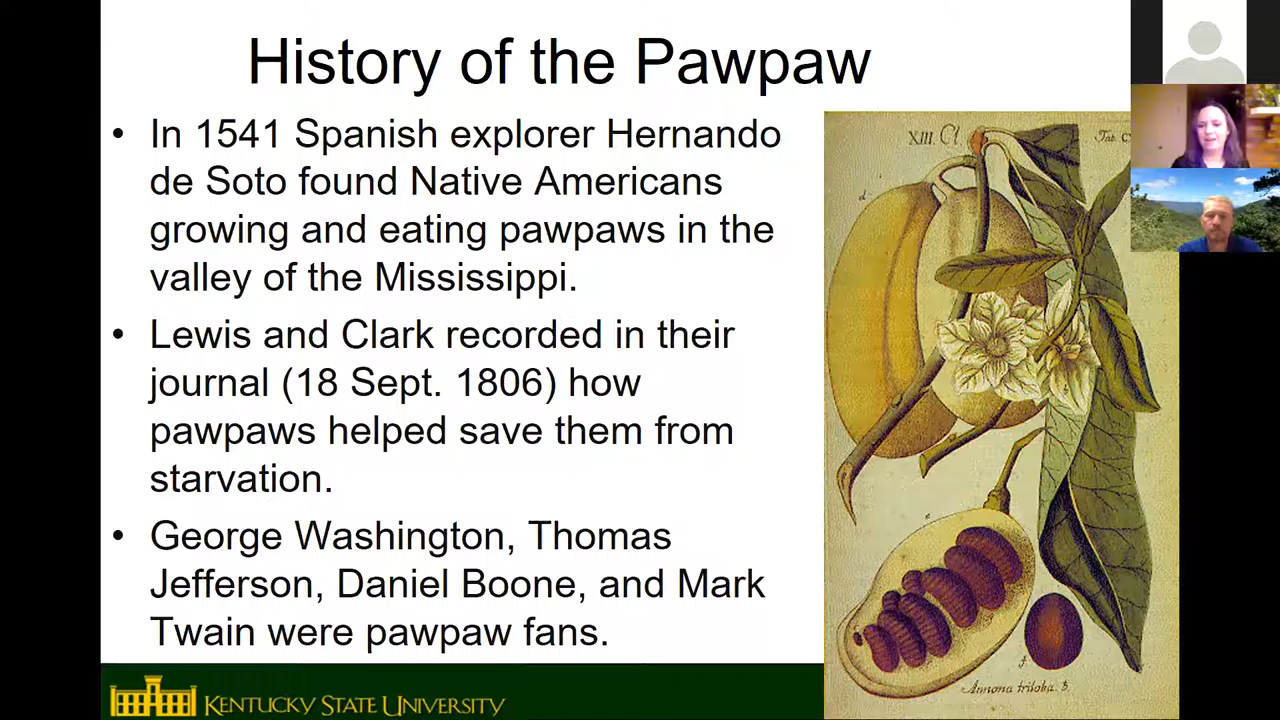 History of the Pawpaw
• In 1541 Spanish explorer Hernando
de Soto found Native Americans
growing and eating pawpaws in the
valley of the Mississippi.
• Lewis and Clark recorded in their
journal (18 Sept. 1806) how
pawpaws helped save them from
starvation.
• George Washington, Thomas
Jefferson, Daniel Boone, and Mark
Twain were pawpaw fans.
KENTUCKY STATE UNIVERSITY
XIII. Cl.
Tab.
d
e
f
Annona triloba.